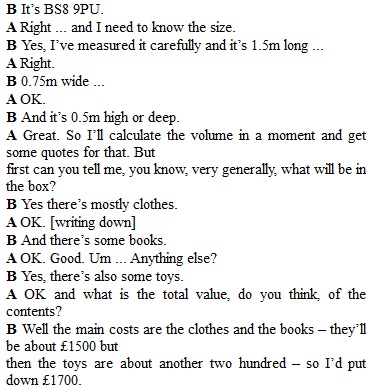 B It's BS8 9PU.
A Right ... and I need to know the size.
B Yes, I've measured it carefully and it's 1.5m long ...
A Right.
B 0.75m wide ...
A OK.
B And it's 0.5m high or deep.
A Great. So I'll calculate the volume in a moment and get
some quotes for that. But
first can you tell me, you know, very generally, what will be in
the box?
B Yes there's mostly clothes.
A OK. [writing down]
B And there's some books.
A OK. Good. Um ... Anything else?
B Yes, there's also some toys.
A OK and what is the total value, do you think, of the
contents?
B Well the main costs are the clothes and the books – they'll
be about £1500 but
then the toys are about another two hundred – so I'd put
down £1700.